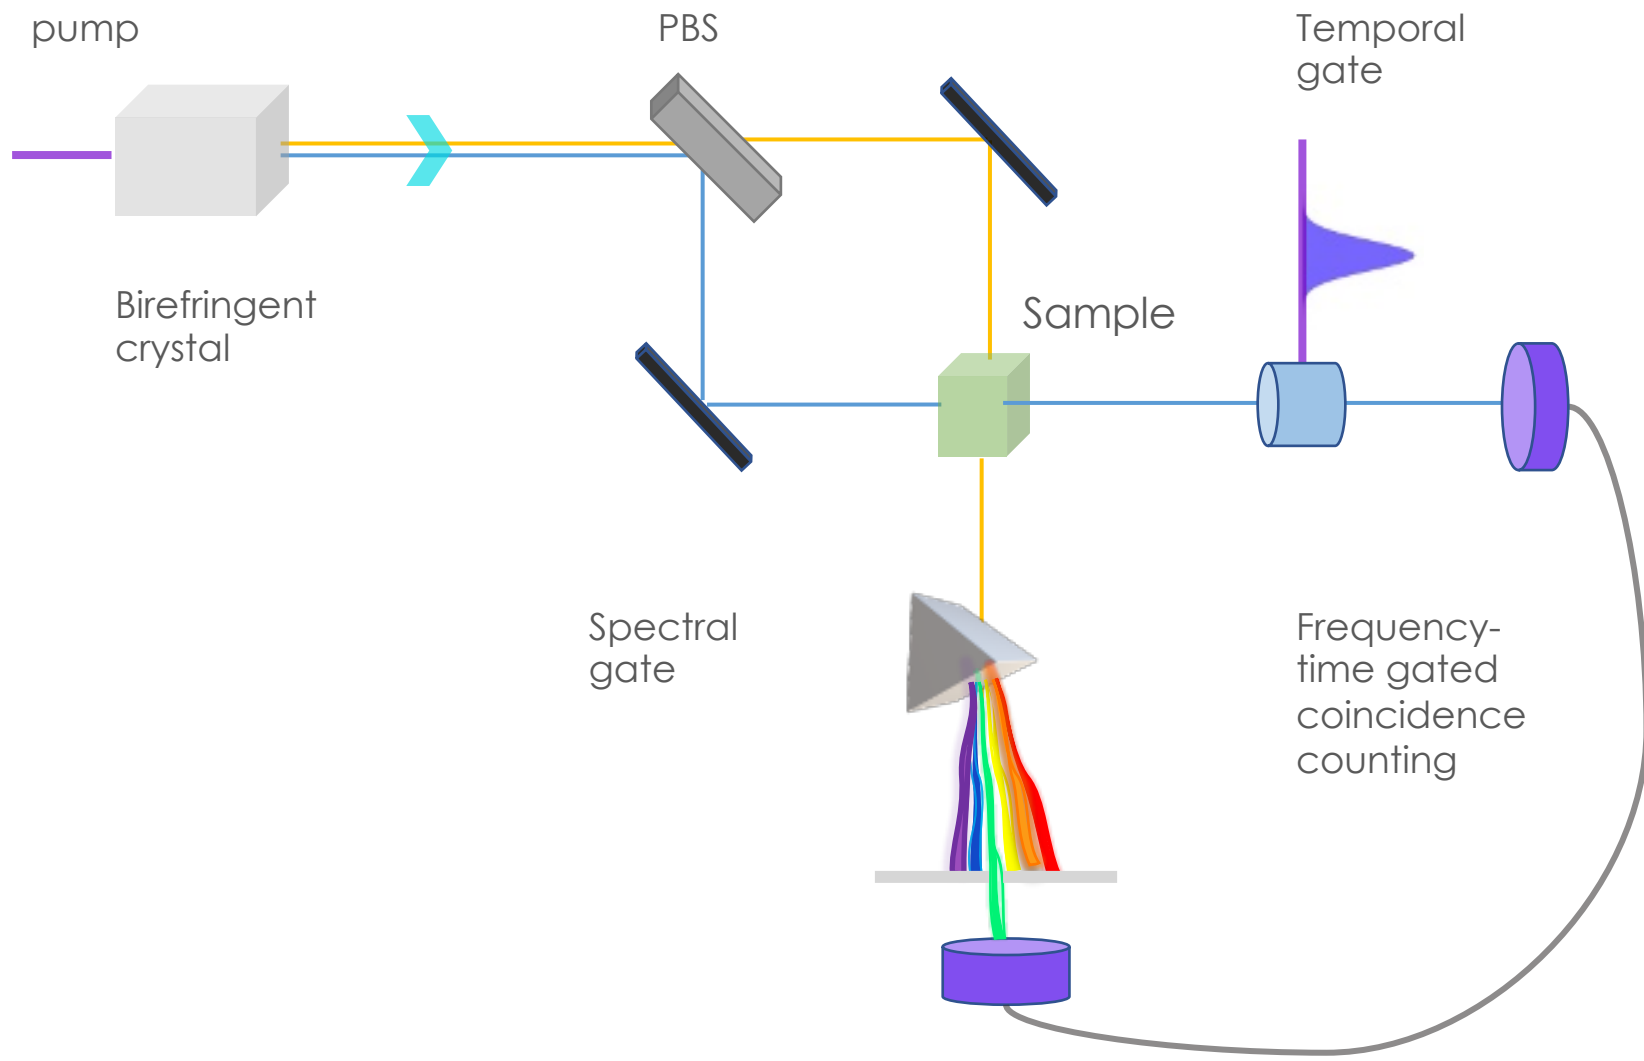 pump
PBS
Temporal
gate
Birefringent
crystal
Sample
Spectral
gate
Frequency-
time gated
coincidence
counting